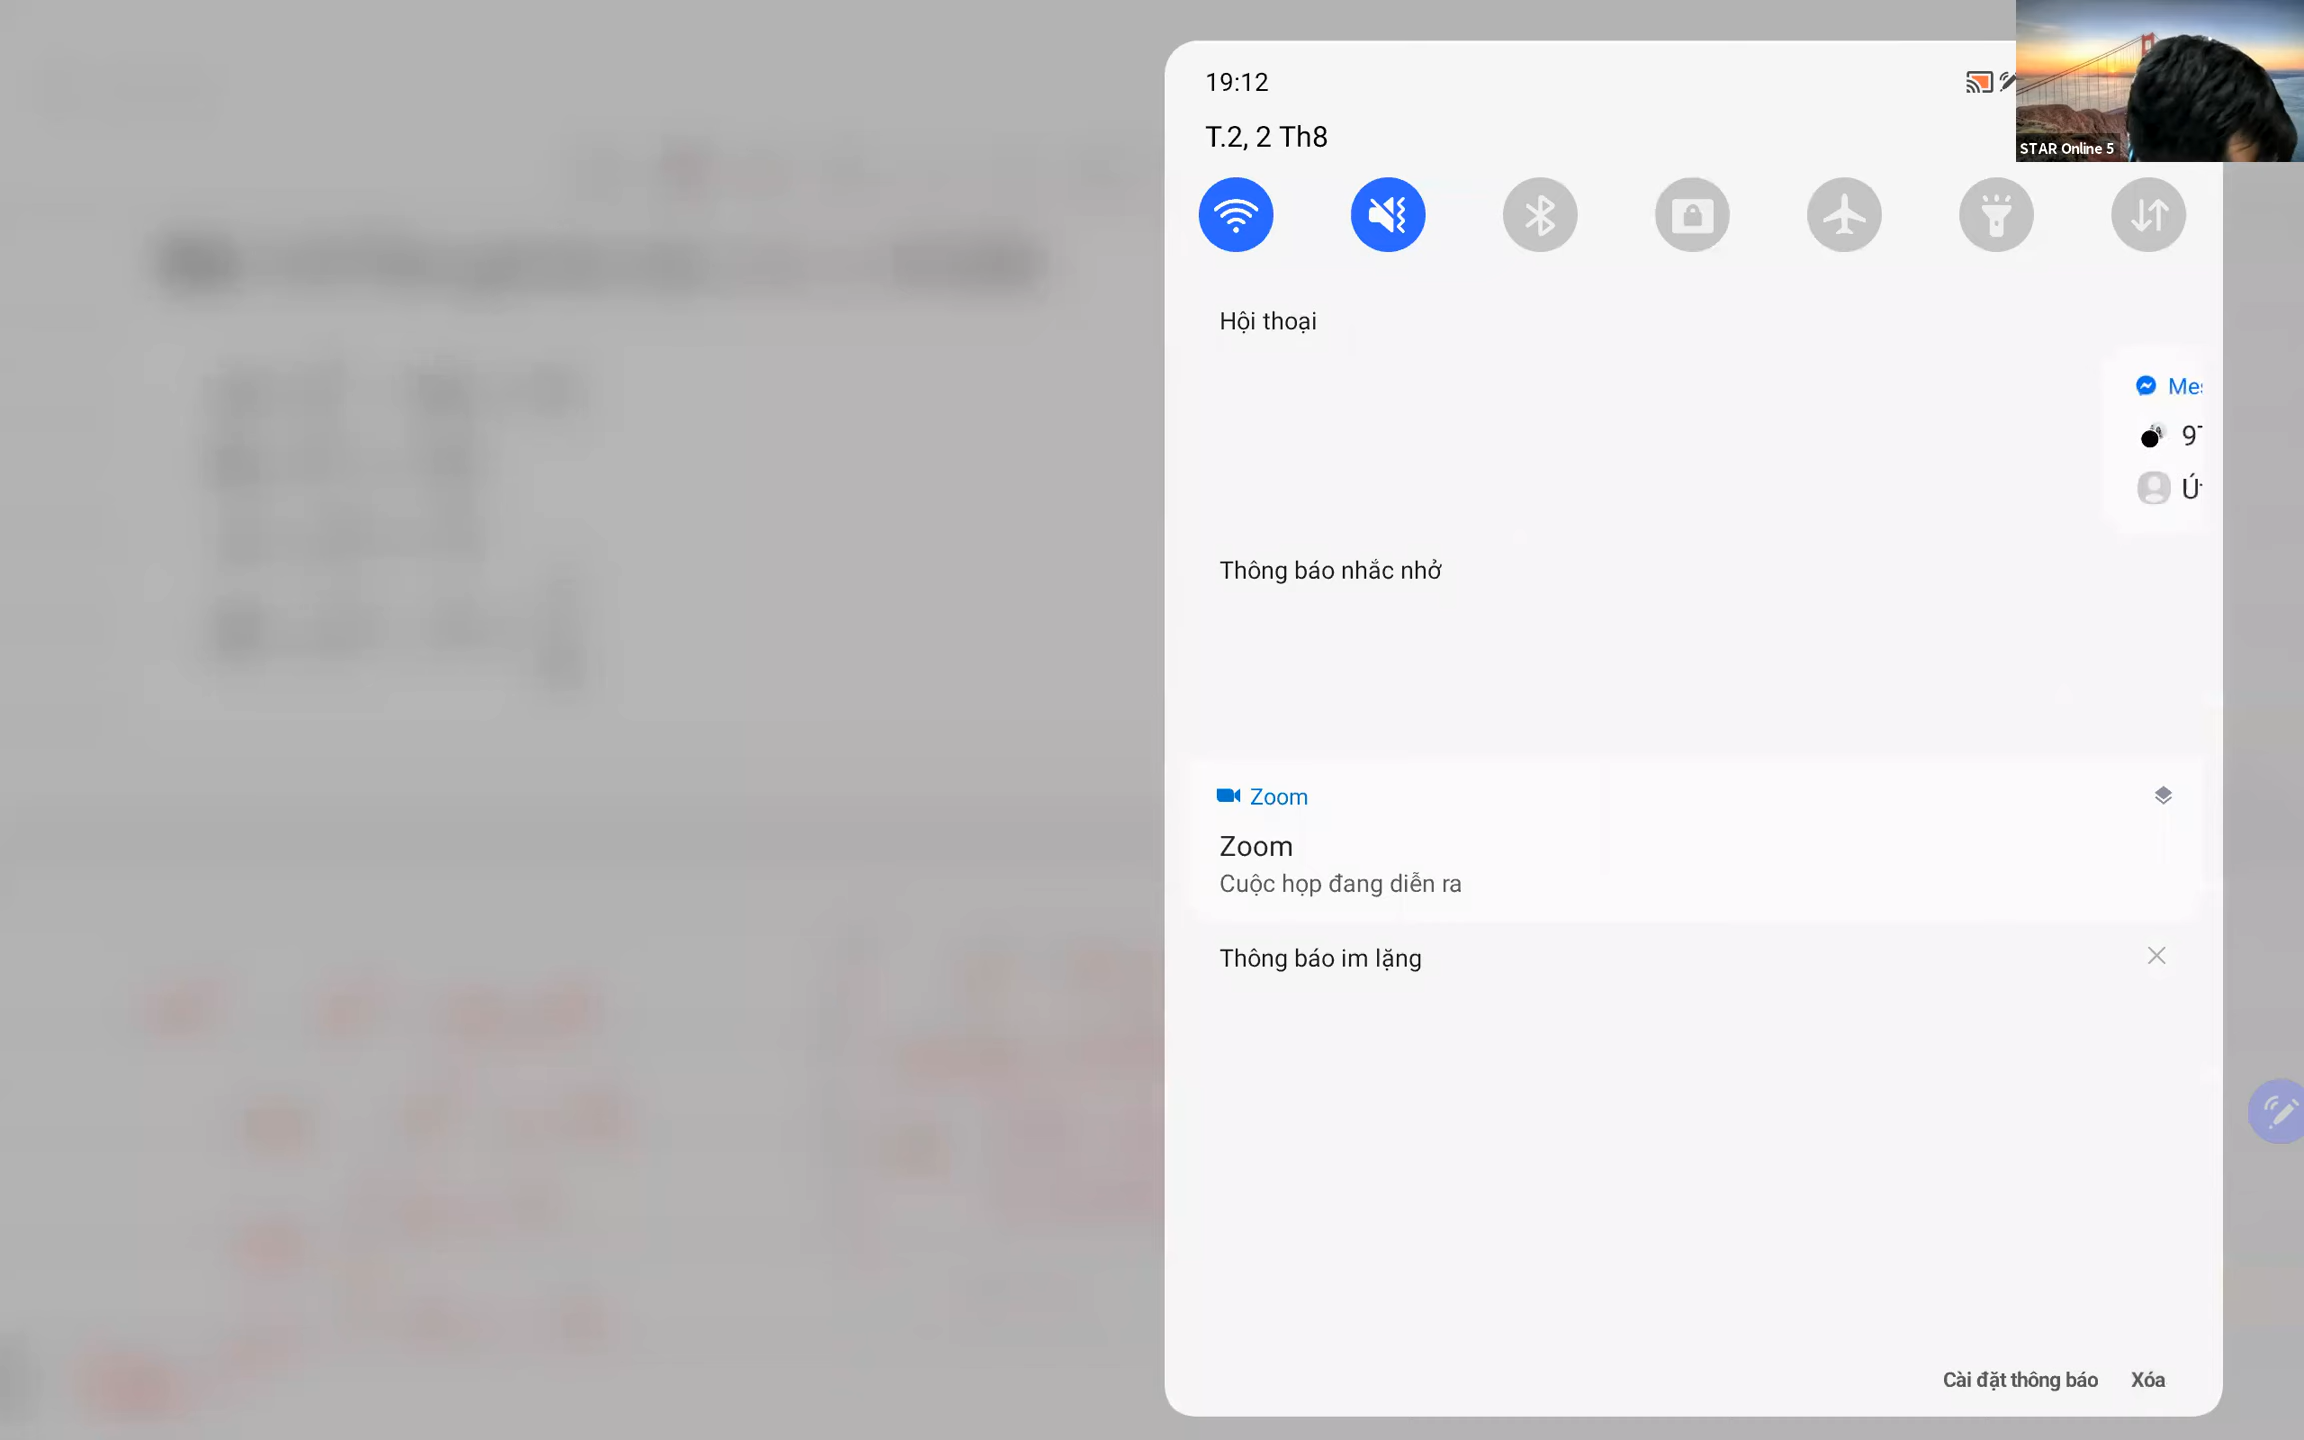 19:12
STAR Online 5
T.2, 2 Th8
Hội thoại
Thông báo nhắc nhở
Zoom
Zoom
Cuộc họp đang diễn ra
Thông báo im lặng
Cài đặt thông báo Xóa